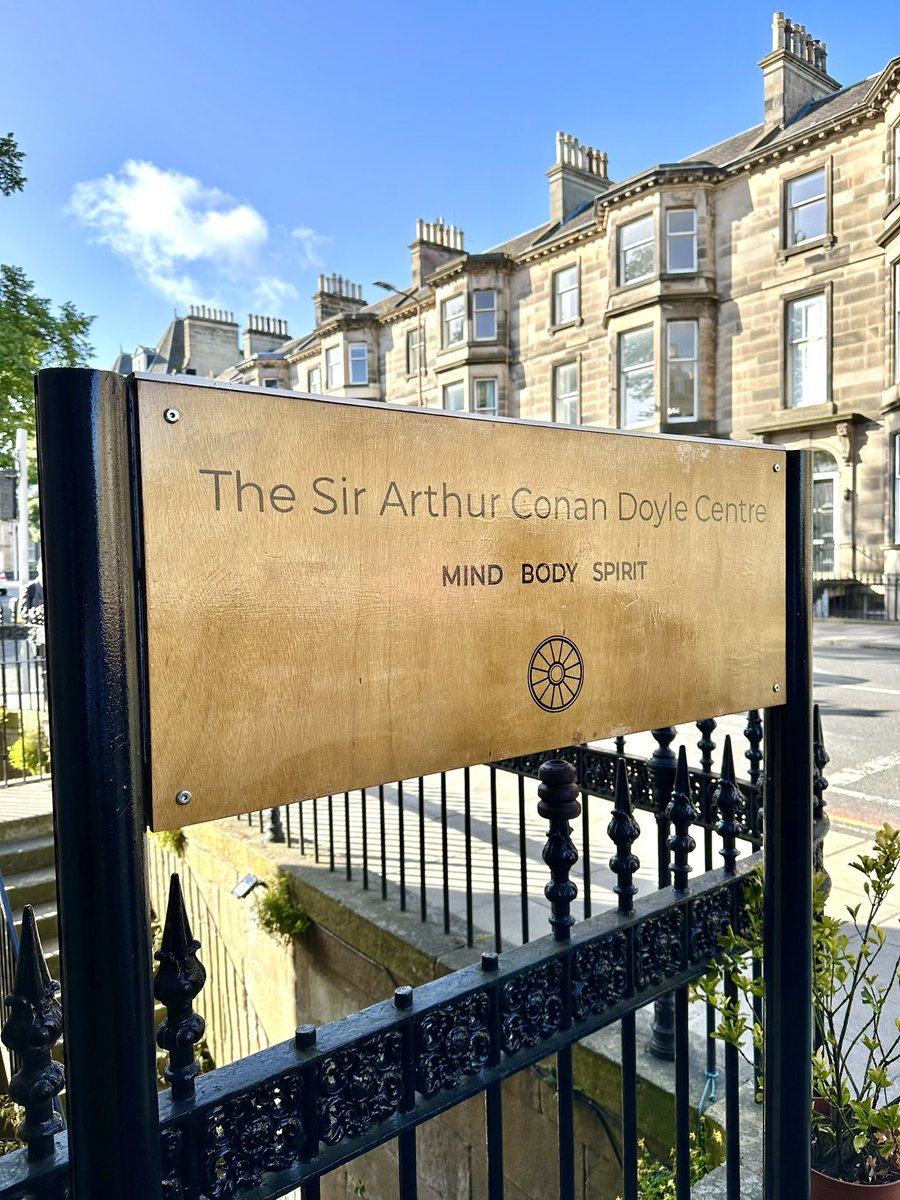 The Sir Arthur Conan Doyle Centre
MIND BODY SPIRIT